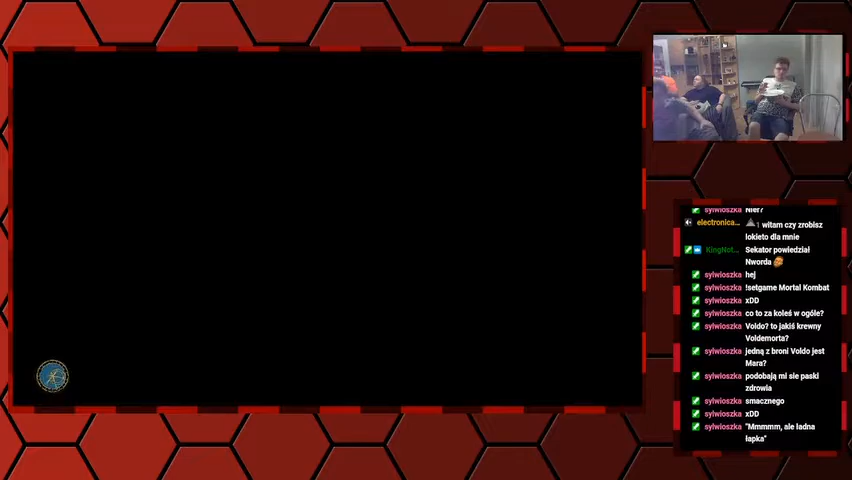 sylwioszka Nier?
electronica... 1 witam czy zrobisz
łokieto dla mnie
KingNot... Sekator powiedział
Nworda
sylwioszka hej
sylwioszka !setgame Mortal Kombat
sylwioszka xDD
sylwioszka co to za koleś w ogóle?
sylwioszka Voldo? to jakiś krewny
Voldemorta?
sylwioszka jedną z broni Voldo jest
Mara?
sylwioszka podobają mi sie paski
zdrowia
sylwioszka smacznego
sylwioszka xDD
sylwioszka "Mmmmm, ale ładna
łapka"